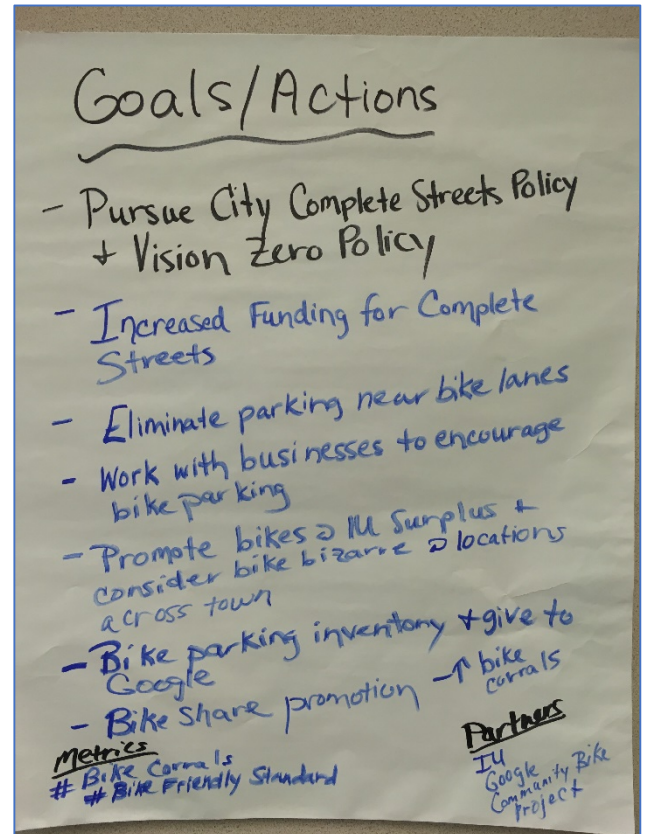 Goals/Actions
- Pursue City Complete Streets Policy
+ Vision Zero Policy
- Increased Funding for Complete
Streets
- Eliminate parking near bike lanes
- Work with businesses to encourage
bike parking
- Promote bikes @ IU Surplus +
consider bike bizarre @ locations
across town
- Bike parking inventory + give to
Google
- Bike Share promotion - ↑ bike
corrals
Metrics
# Bike Corrals
# Bike Friendly Standard
Partners
IU
Google
Community Bike
Project